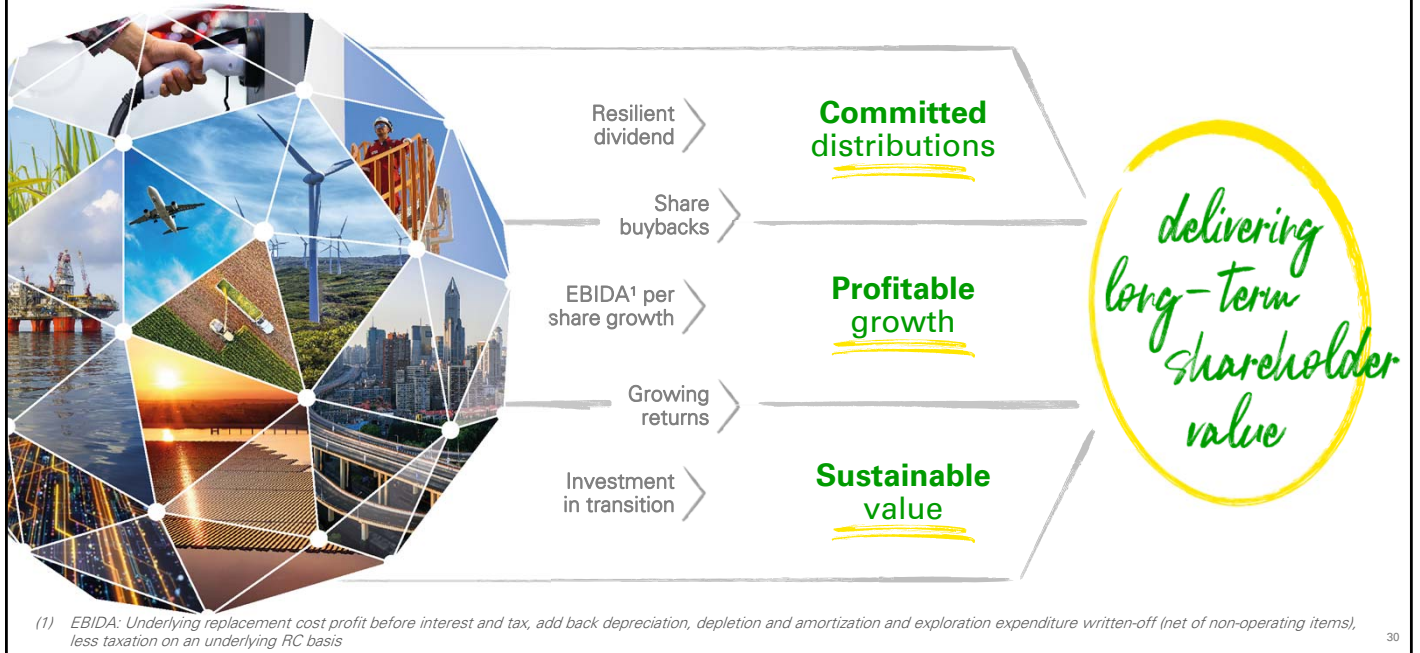 Resilient
dividend
Committed
distributions
Share
buybacks
EBIDA¹ per
share growth
Profitable
growth
Growing
returns
Investment
in transition
Sustainable
value
delivering
long-term
shareholder
value
(1) EBIDA: Underlying replacement cost profit before interest and tax, add back depreciation, depletion and amortization and exploration expenditure written-off (net of non-operating items),
less taxation on an underlying RC basis
30